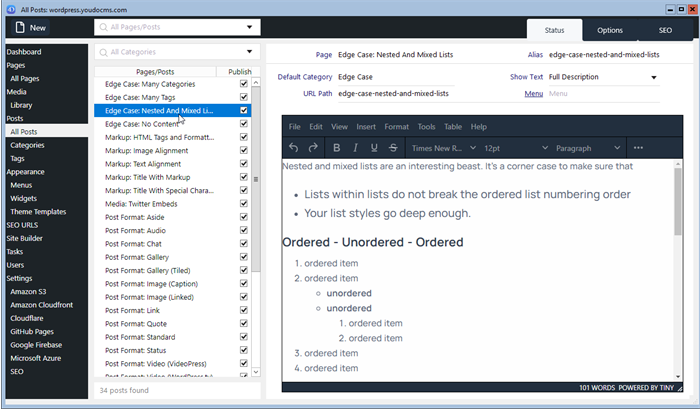 All Posts: wordpress.youdocms.com
New
All Pages/Posts
Status
Options
SEO
Dashboard
Pages
All Pages
Media
Library
Posts
All Posts
Categories
Tags
Appearance
Menus
Widgets
Theme Templates
SEO URLS
Site Builder
Tasks
Users
Settings
Amazon S3
Amazon Cloudfront
Cloudflare
GitHub Pages
Google Firebase
Microsoft Azure
SEO
All Categories
Pages/Posts Publish
Edge Case: Many Categories
Edge Case: Many Tags
Edge Case: Nested And Mixed Li...
Edge Case: No Content
Markup: HTML Tags and Formatt...
Markup: Image Alignment
Markup: Text Alignment
Markup: Title With Markup
Markup: Title With Special Chara...
Media: Twitter Embeds
Post Format: Aside
Post Format: Audio
Post Format: Chat
Post Format: Gallery
Post Format: Gallery (Tiled)
Post Format: Image (Caption)
Post Format: Image (Linked)
Post Format: Link
Post Format: Quote
Post Format: Standard
Post Format: Status
Post Format: Video (VideoPress)
Post Format: Video (WordPress.tv)
34 posts found
Page Edge Case: Nested And Mixed Lists
Alias edge-case-nested-and-mixed-lists
Default Category Edge Case
Show Text Full Description
URL Path edge-case-nested-and-mixed-lists
Menu Menu
File Edit View Insert Format Tools Table Help
B I U S Times New R... 12pt Paragraph ...
Nested and mixed lists are an interesting beast. It's a corner case to make sure that
• Lists within lists do not break the ordered list numbering order
• Your list styles go deep enough.
Ordered - Unordered - Ordered
1. ordered item
2. ordered item
○ unordered
○ unordered
1. ordered item
2. ordered item
3. ordered item
4. ordered item
101 WORDS POWERED BY TINY